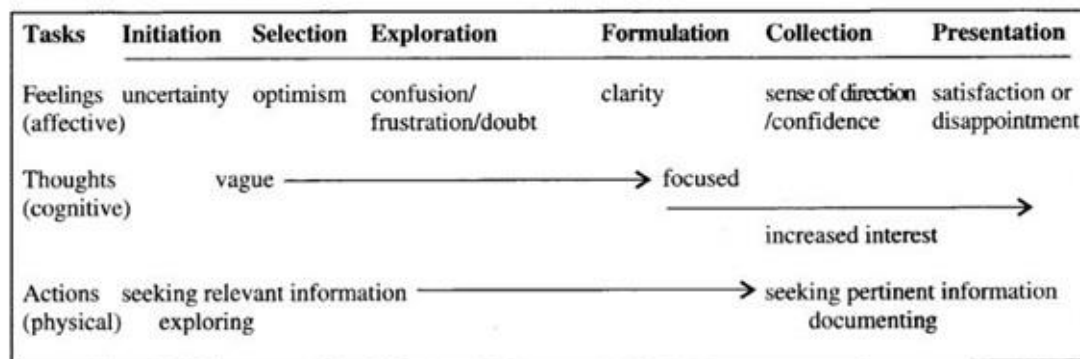 Tasks Initiation Selection Exploration Formulation Collection Presentation
Feelings uncertainty optimism confusion/ clarity sense of direction satisfaction or
(affective) frustration/doubt /confidence disappointment
Thoughts vague focused
(cognitive)
increased interest
Actions seeking relevant information seeking pertinent information
(physical) exploring documenting